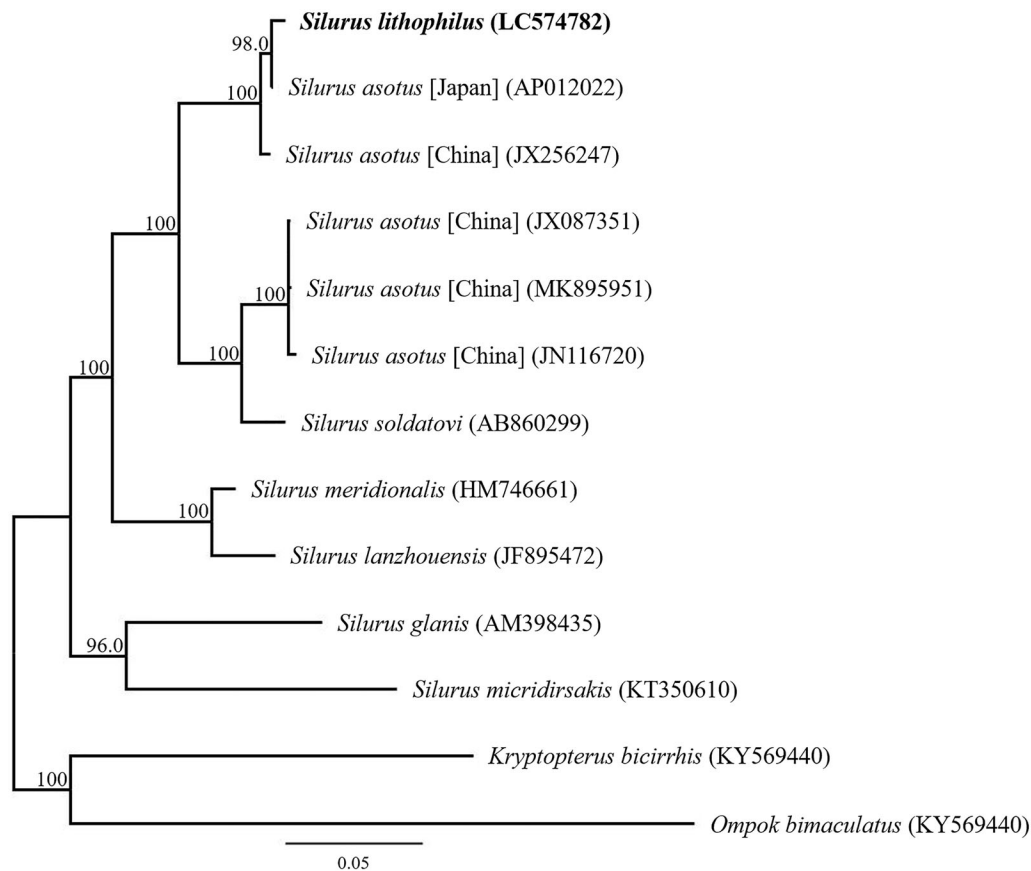 Silurus lithophilus (LC574782)
98.0
Silurus asotus [Japan] (AP012022)
100
Silurus asotus [China] (JX256247)
Silurus asotus [China] (JX087351)
100
Silurus asotus [China] (MK895951)
100
Silurus asotus [China] (JN116720)
100
100
Silurus soldatovi (AB860299)
Silurus meridionalis (HM746661)
100
Silurus lanzhouensis (JF895472)
Silurus glanis (AM398435)
96.0
Silurus micridirsakis (KT350610)
Kryptopterus bicirrhis (KY569440)
100
Ompok bimaculatus (KY569440)
0.05